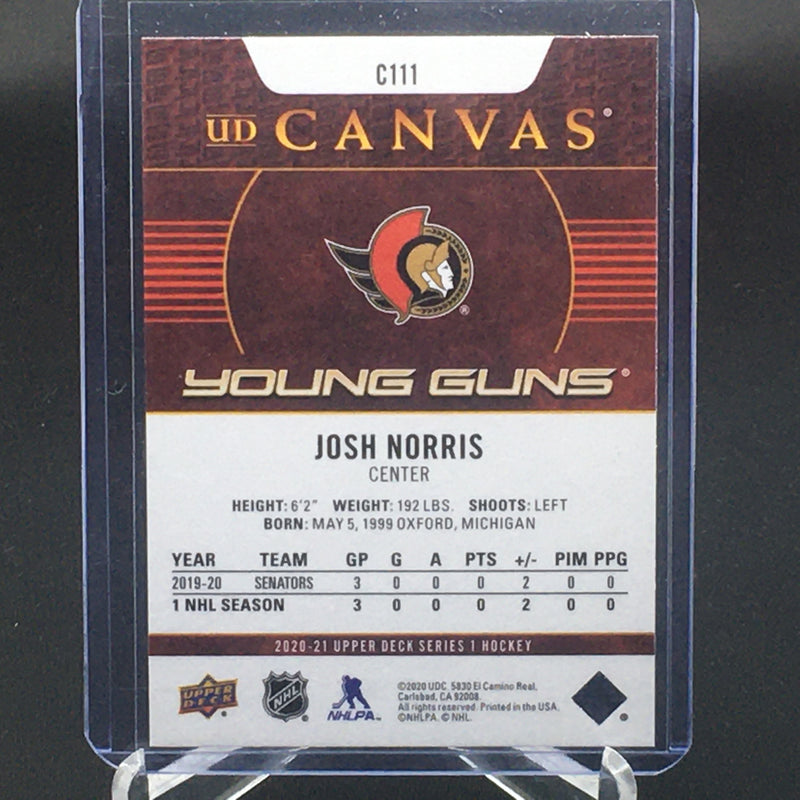 C111
UD CANVAS®
®
YOUNG GUNS®
JOSH NORRIS
CENTER
HEIGHT: 6'2" WEIGHT: 192 LBS. SHOOTS: LEFT
BORN: MAY 5, 1999 OXFORD, MICHIGAN
YEAR TEAM GP G A PTS +/- PIM PPG
2019-20 SENATORS 3 0 0 0 2 0 0
1 NHL SEASON 3 0 0 0 2 0 0
2020-21 UPPER DECK SERIES 1 HOCKEY
UPPER DECK ® NHL ® NHLPA
©2020 UDC. 5830 El Camino Real,
Carlsbad, CA 92008.
All rights reserved. Printed in the USA.
©NHLPA. © NHL.
®